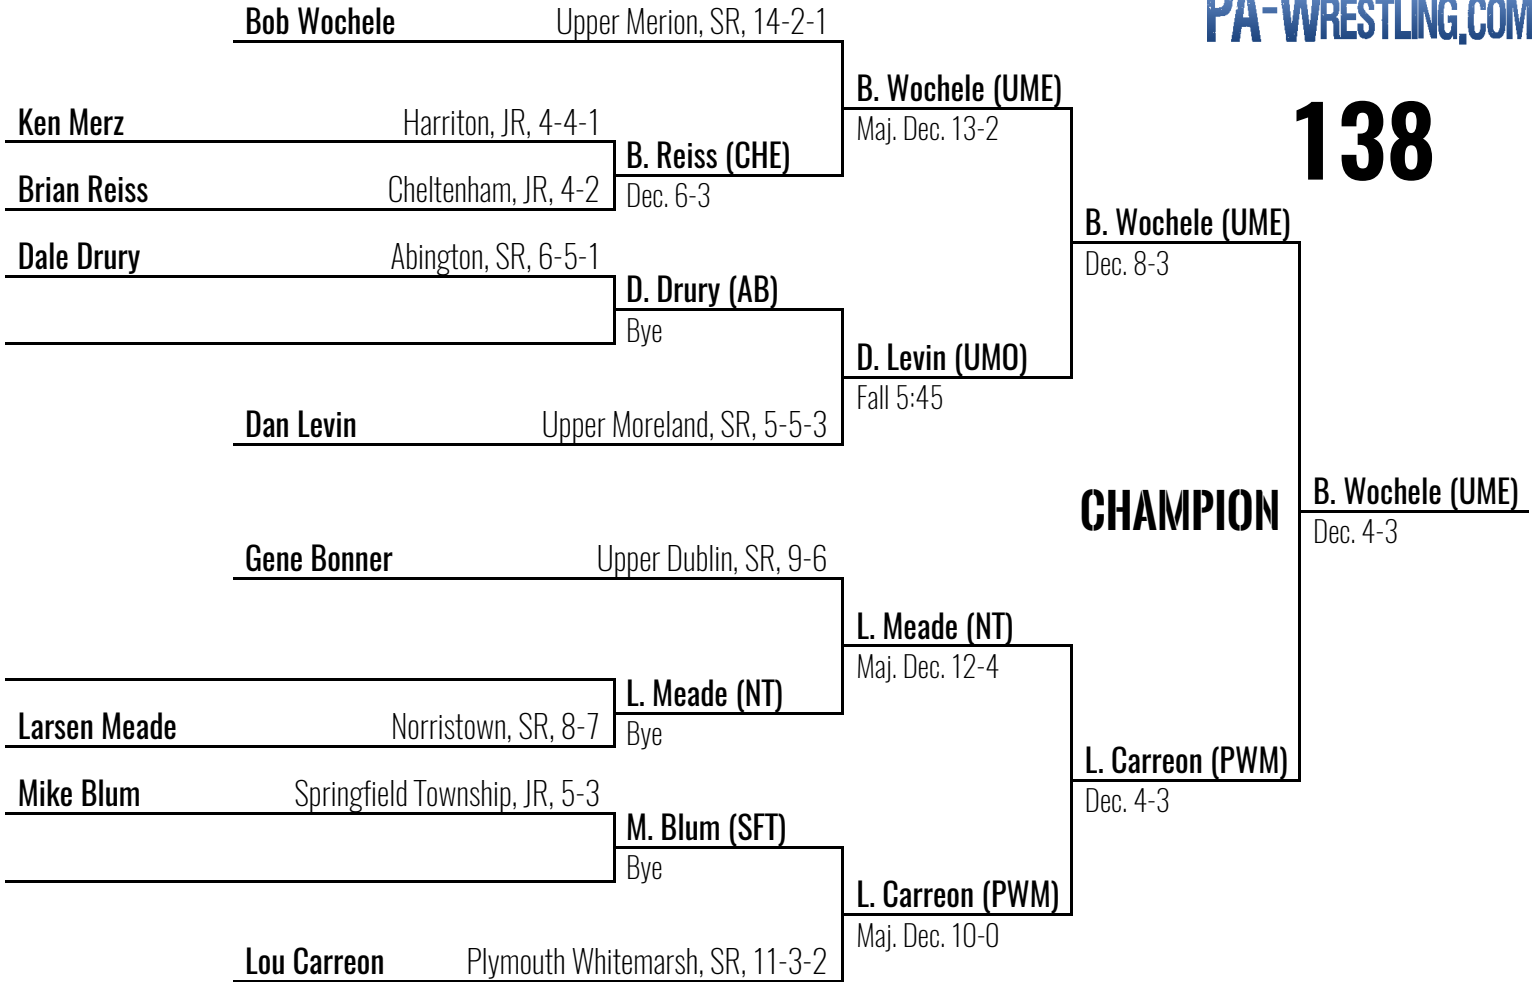 PA-WRESTLING.COM
138
Bob Wochele Upper Merion, SR, 14-2-1
B. Wochele (UME)
Maj. Dec. 13-2
Ken Merz Harriton, JR, 4-4-1
B. Reiss (CHE)
Dec. 6-3
Brian Reiss Cheltenham, JR, 4-2
B. Wochele (UME)
Dec. 8-3
Dale Drury Abington, SR, 6-5-1
D. Drury (AB)
Bye
D. Levin (UMO)
Fall 5:45
Dan Levin Upper Moreland, SR, 5-5-3
CHAMPION
B. Wochele (UME)
Dec. 4-3
Gene Bonner Upper Dublin, SR, 9-6
L. Meade (NT)
Maj. Dec. 12-4
L. Meade (NT)
Bye
Larsen Meade Norristown, SR, 8-7
L. Carreon (PWM)
Dec. 4-3
Mike Blum Springfield Township, JR, 5-3
M. Blum (SFT)
Bye
L. Carreon (PWM)
Maj. Dec. 10-0
Lou Carreon Plymouth Whitemarsh, SR, 11-3-2